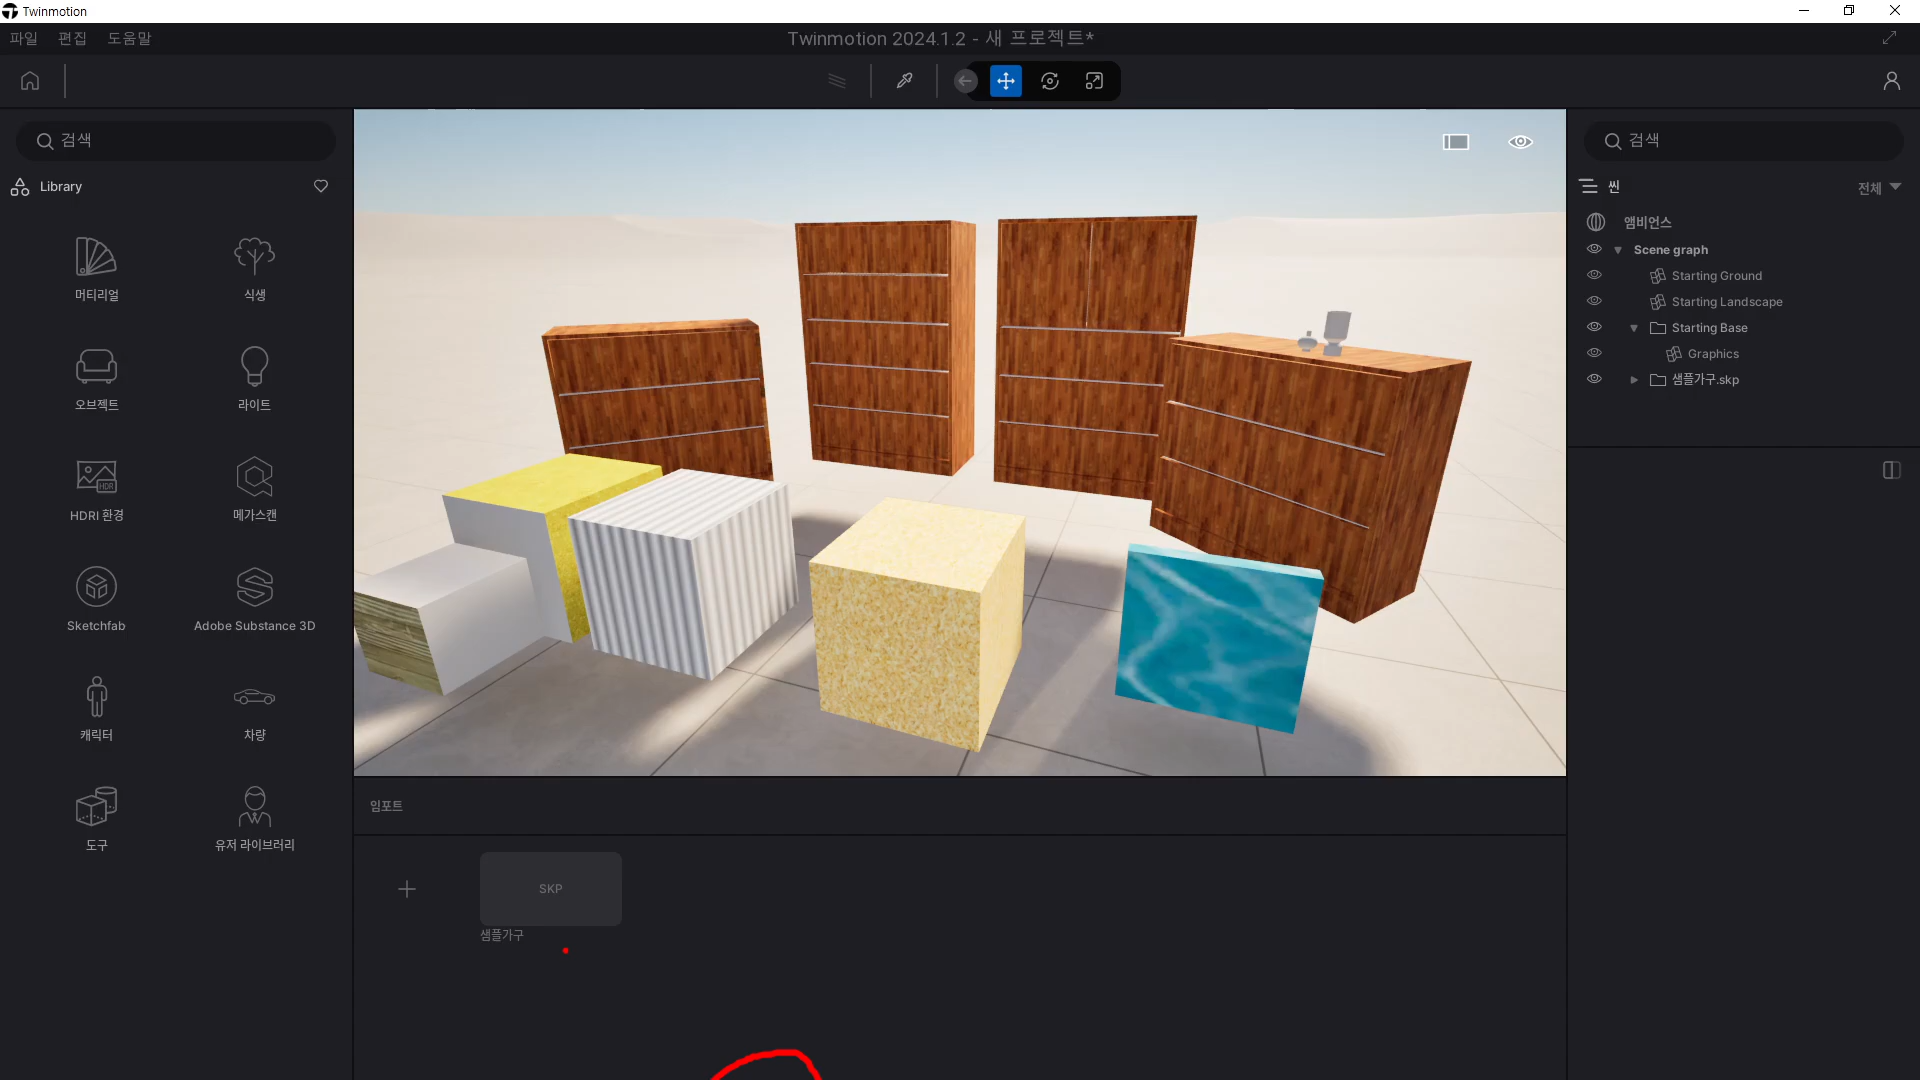 Twinmotion
파일 편집 도움말
Twinmotion 2024.1.2 - 새 프로젝트*
검색
Library
머티리얼
식생
오브젝트
라이트
HDR
HDRI 환경
메가스캔
Sketchfab
Adobe Substance 3D
캐릭터
차량
도구
유저 라이브러리
임포트
SKP
샘플가구
검색
씬
전체
앰비언스
Scene graph
Starting Ground
Starting Landscape
Starting Base
Graphics
샘플가구.skp